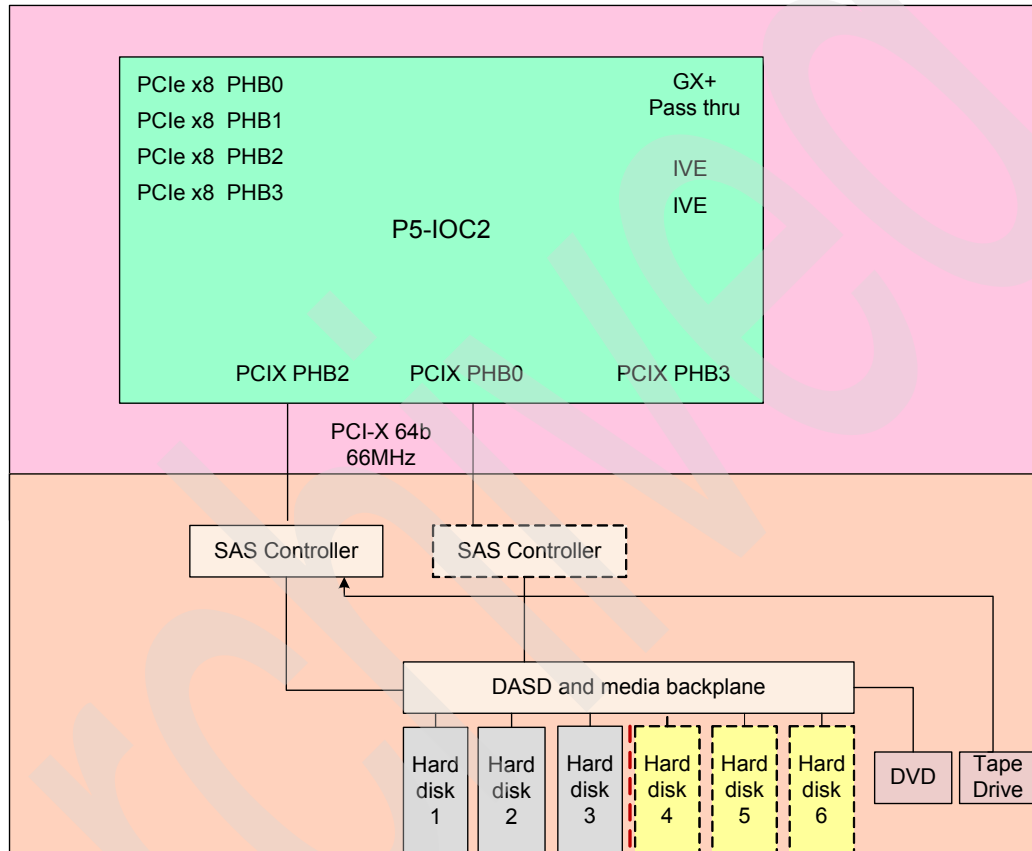 PCIe x8 PHB0
PCIe x8 PHB1
PCIe x8 PHB2
PCIe x8 PHB3
GX+
Pass thru
IVE
IVE
P5-IOC2
PCIX PHB2
PCIX PHB0
PCIX PHB3
PCI-X 64b
66MHz
SAS Controller
SAS Controller
DASD and media backplane
Hard
disk
1
Hard
disk
2
Hard
disk
3
Hard
disk
4
Hard
disk
5
Hard
disk
6
DVD
Tape
Drive